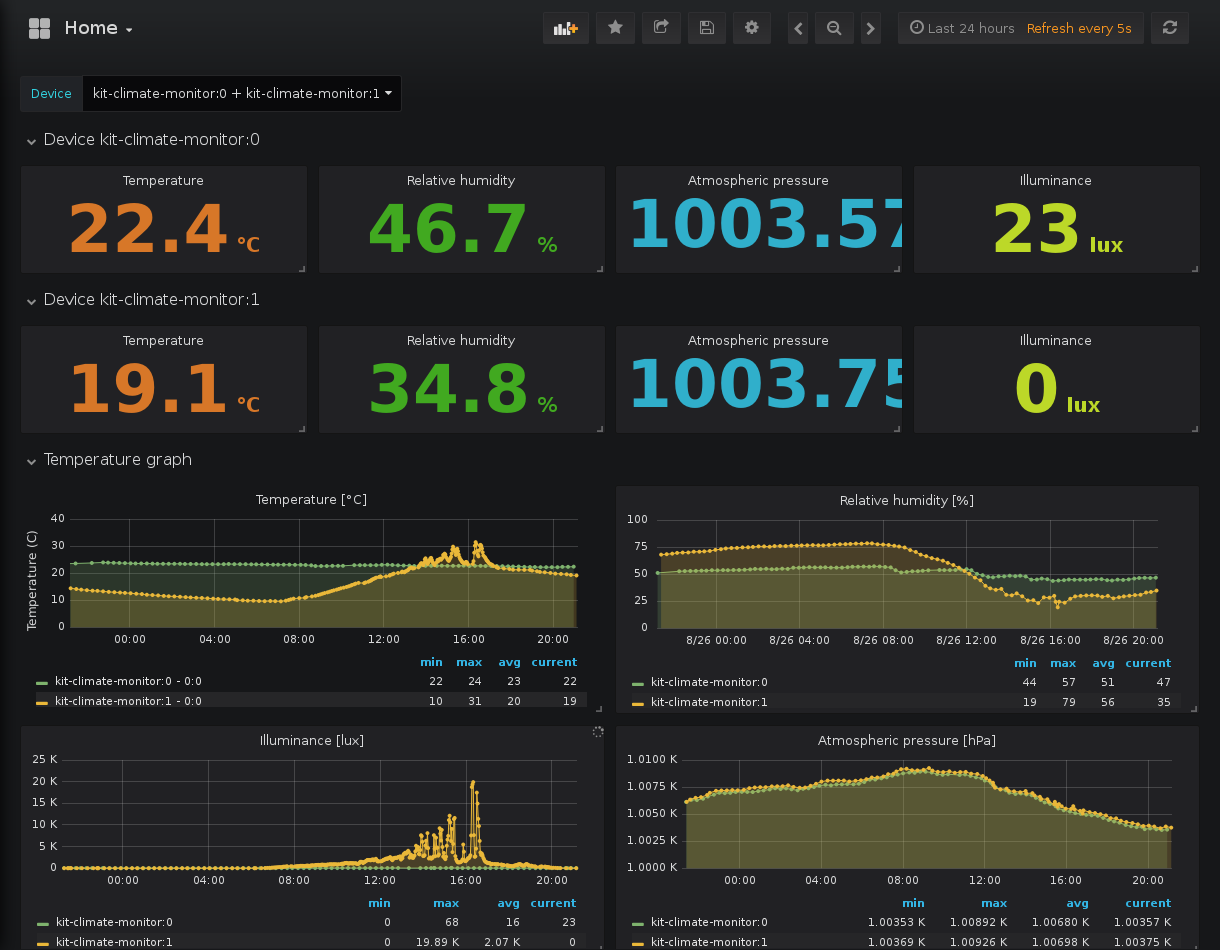 Home
Last 24 hours Refresh every 5s
Device kit-climate-monitor:0 + kit-climate-monitor:1
Device kit-climate-monitor:0
Temperature Relative humidity Atmospheric pressure Illuminance
22.4 °C 46.7 % 1003.57 23 lux
Device kit-climate-monitor:1
Temperature Relative humidity Atmospheric pressure Illuminance
19.1 °C 34.8 % 1003.75 0 lux
Temperature graph
Temperature [°C]
Temperature (C)
40
30
20
10
0
00:00 04:00 08:00 12:00 16:00 20:00
min max avg current
kit-climate-monitor:0 - 0:0 22 24 23 22
kit-climate-monitor:1 - 0:0 10 31 20 19
Relative humidity [%]
100
75
50
25
0
8/26 00:00 8/26 04:00 8/26 08:00 8/26 12:00 8/26 16:00 8/26 20:00
min max avg current
kit-climate-monitor:0 44 57 51 47
kit-climate-monitor:1 19 79 56 35
Illuminance [lux]
25 K
20 K
15 K
10 K
5 K
0
00:00 04:00 08:00 12:00 16:00 20:00
min max avg current
kit-climate-monitor:0 0 68 16 23
kit-climate-monitor:1 0 19.89 K 2.07 K 0
Atmospheric pressure [hPa]
1.0100 K
1.0075 K
1.0050 K
1.0025 K
1.0000 K
00:00 04:00 08:00 12:00 16:00 20:00
min max avg current
kit-climate-monitor:0 1.00353 K 1.00892 K 1.00680 K 1.00357 K
kit-climate-monitor:1 1.00369 K 1.00926 K 1.00698 K 1.00375 K